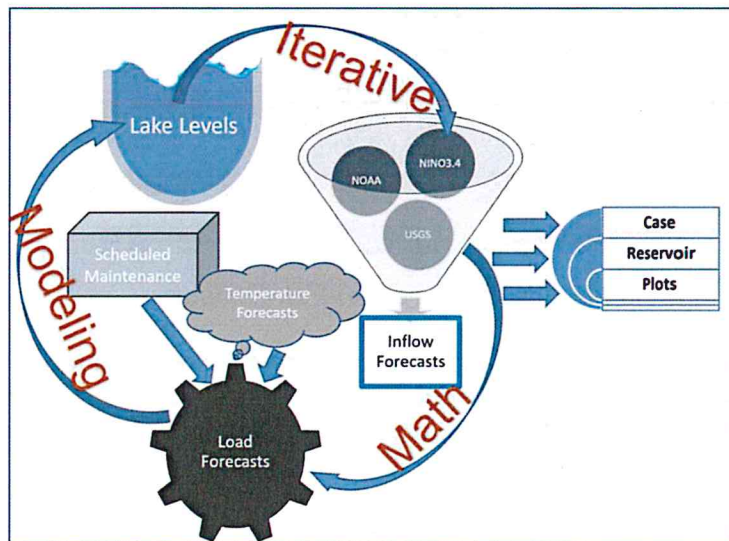 Iterative
Lake Levels
NINO3.4
NOAA
USGS
Case
Reservoir
Plots
Modeling
Scheduled
Maintenance
Temperature
Forecasts
Inflow
Forecasts
Math
Load
Forecasts